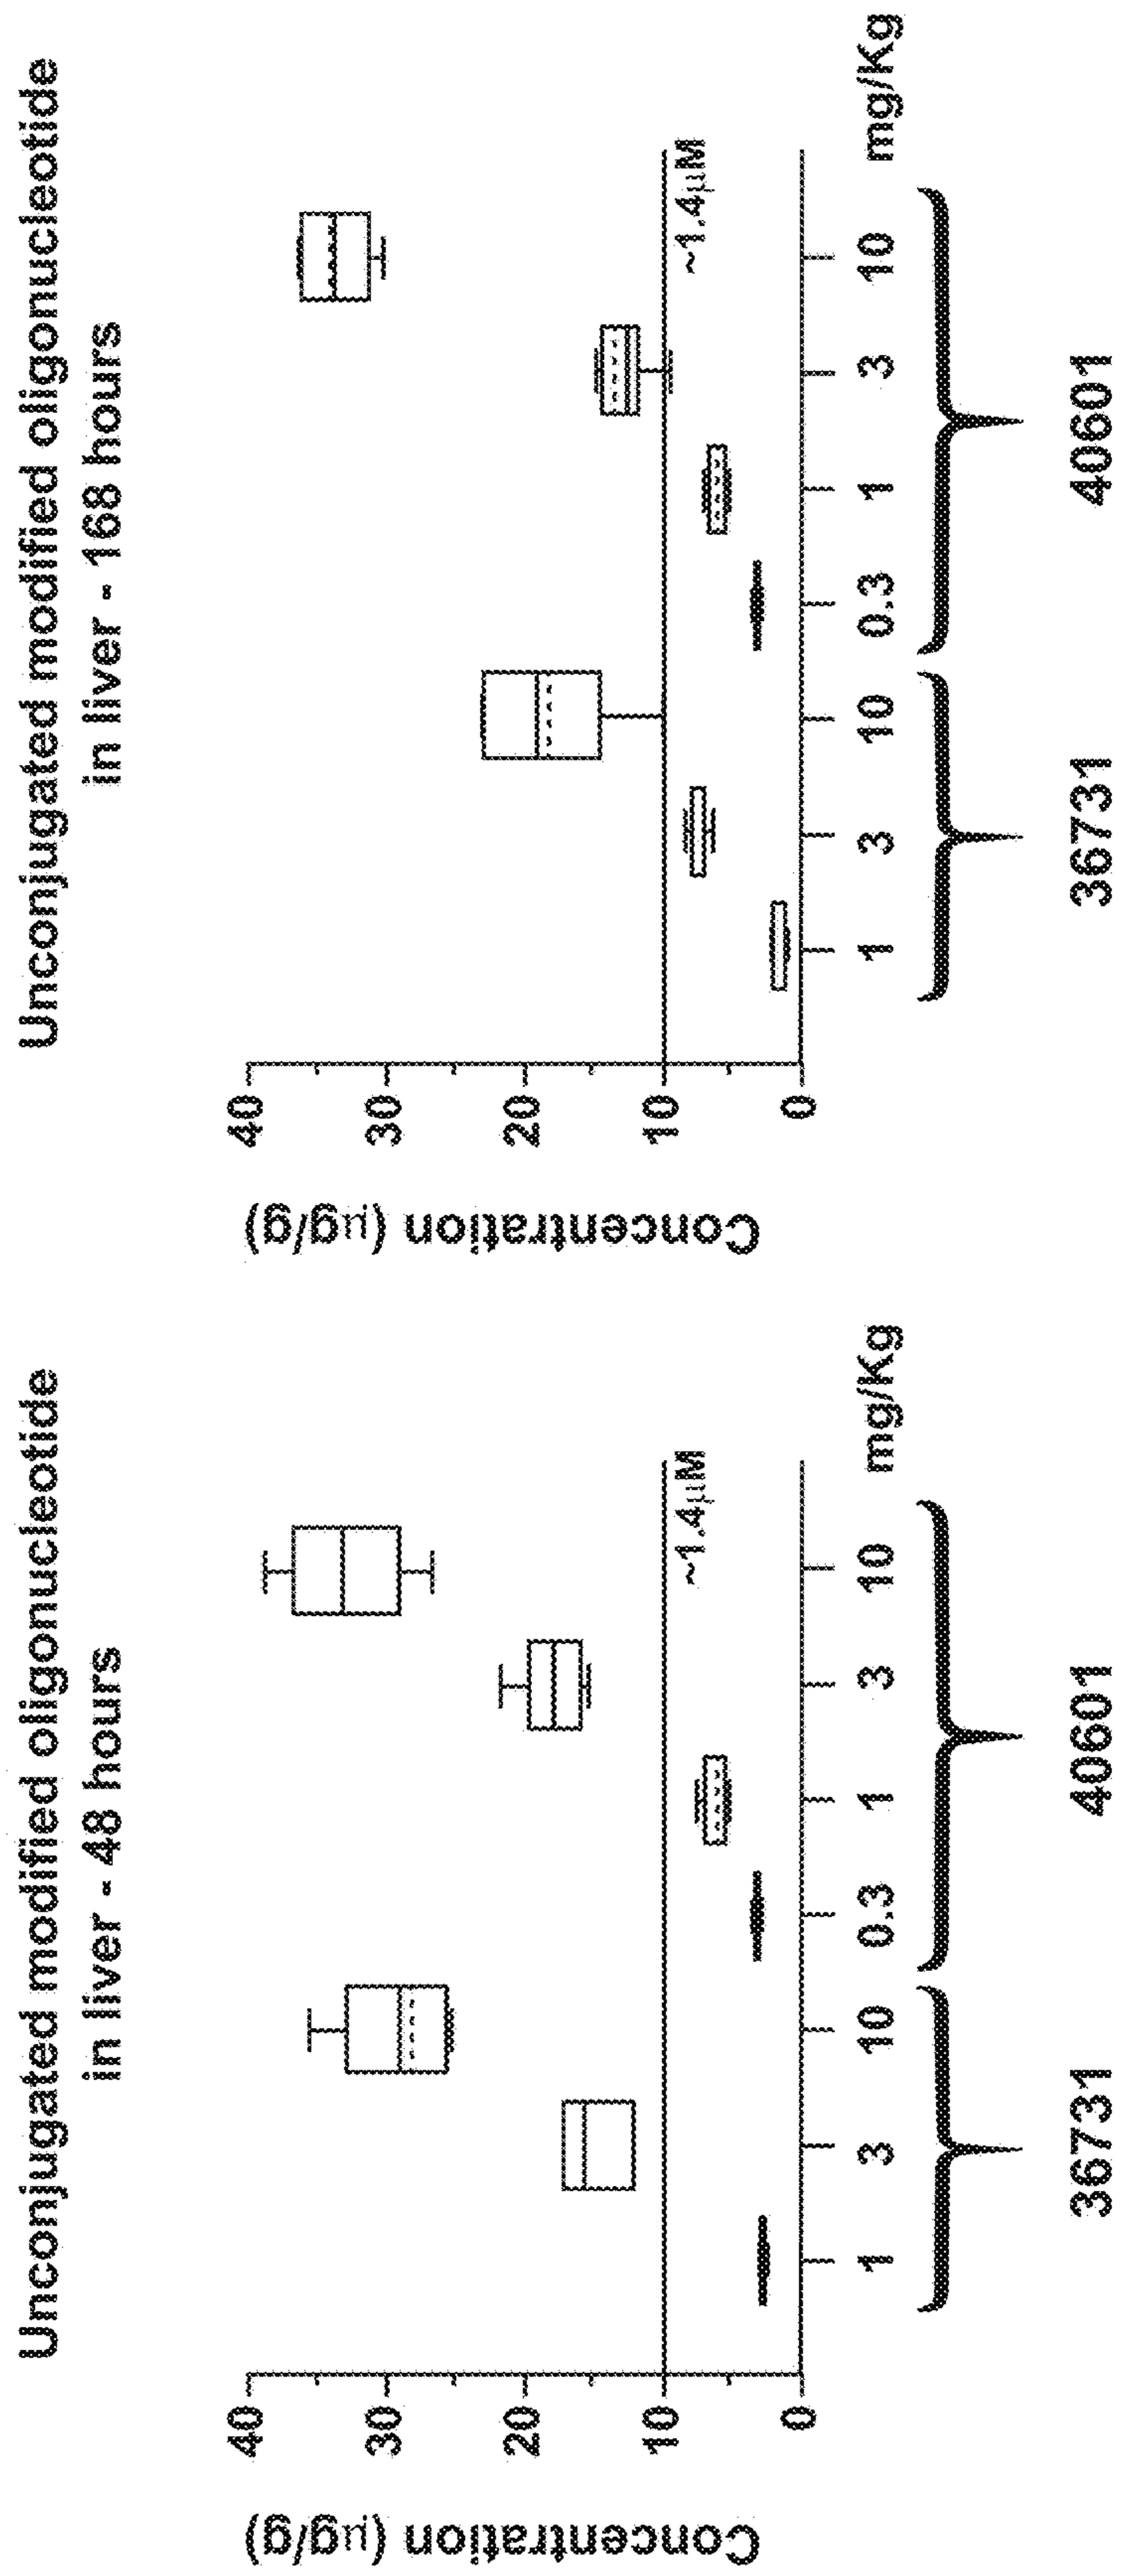 Unconjugated modified oligonucleotide
in liver - 48 hours
Concentration (μg/g)
40
30
20
10
0
~1.4μM
1 3 10 0.3 1 3 10 mg/Kg
36731 40601
Unconjugated modified oligonucleotide
in liver - 168 hours
Concentration (μg/g)
40
30
20
10
0
~1.4μM
1 3 10 0.3 1 3 10 mg/Kg
36731 40601